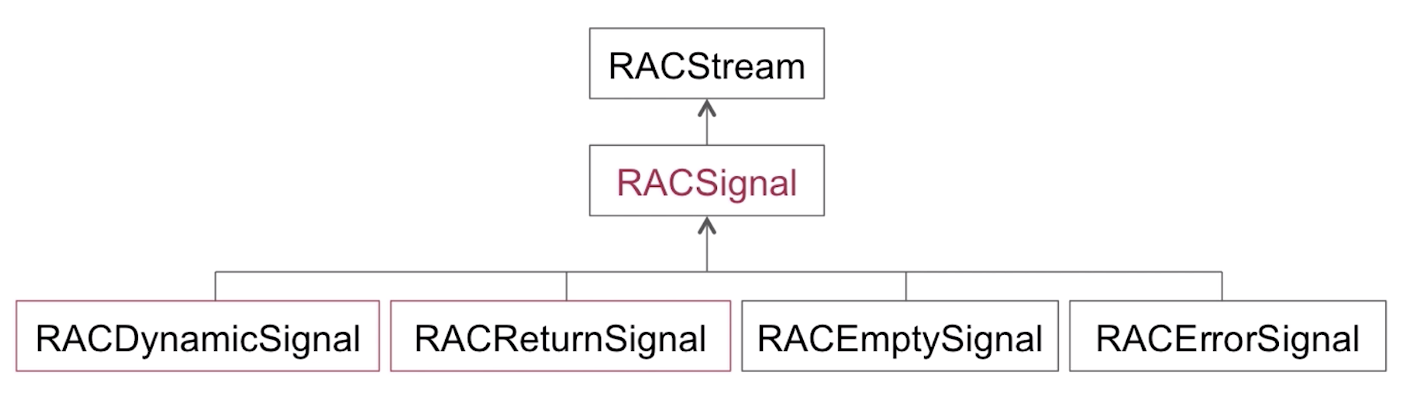 RACStream
RACSignal
RACDynamicSignal
RACReturnSignal
RACEmptySignal
RACErrorSignal